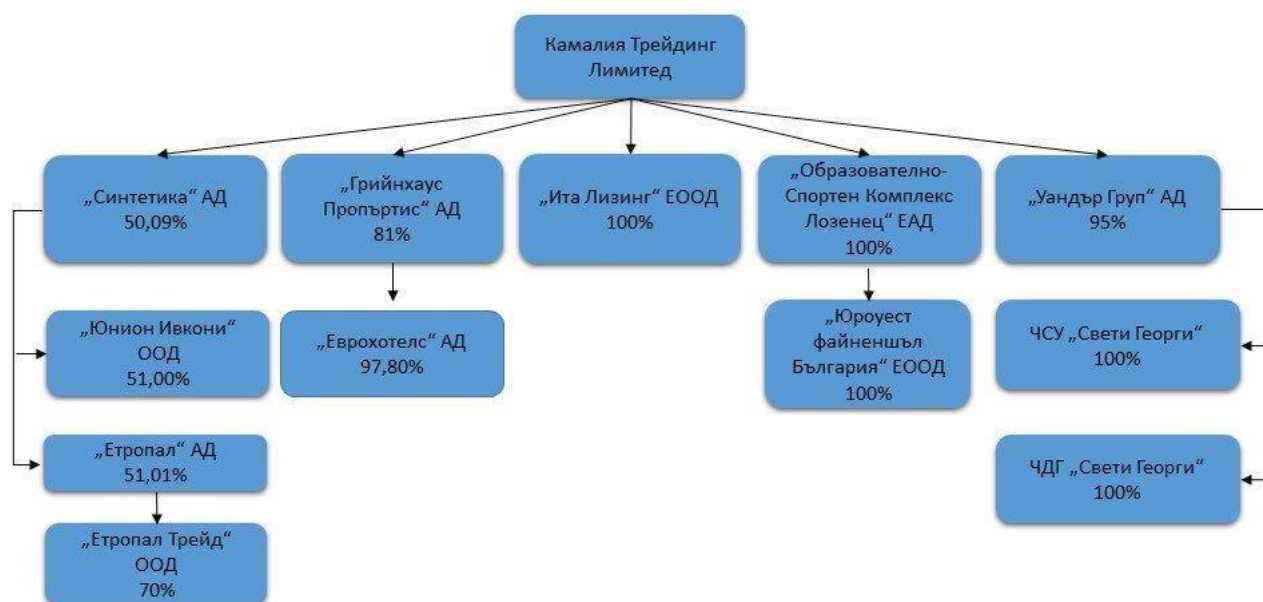 Камалия Трейдинг
Лимитед
„Синтетика“ АД
50,09%
„Грийнхаус
Пропъртис“ АД
81%
„Ита Лизинг“ ЕООД
100%
„Образователно-
Спортен Комплекс
Лозенец“ ЕАД
100%
„Уандър Груп“ АД
95%
„Юнион Ивкони“
ООД
51,00%
„Еврохотелс“ АД
97,80%
„Юроуест
файненшъл
България“ ЕООД
100%
ЧСУ „Свети Георги“
100%
„Етропал“ АД
51,01%
ЧДГ „Свети Георги“
100%
„Етропал Трейд“
ООД
70%